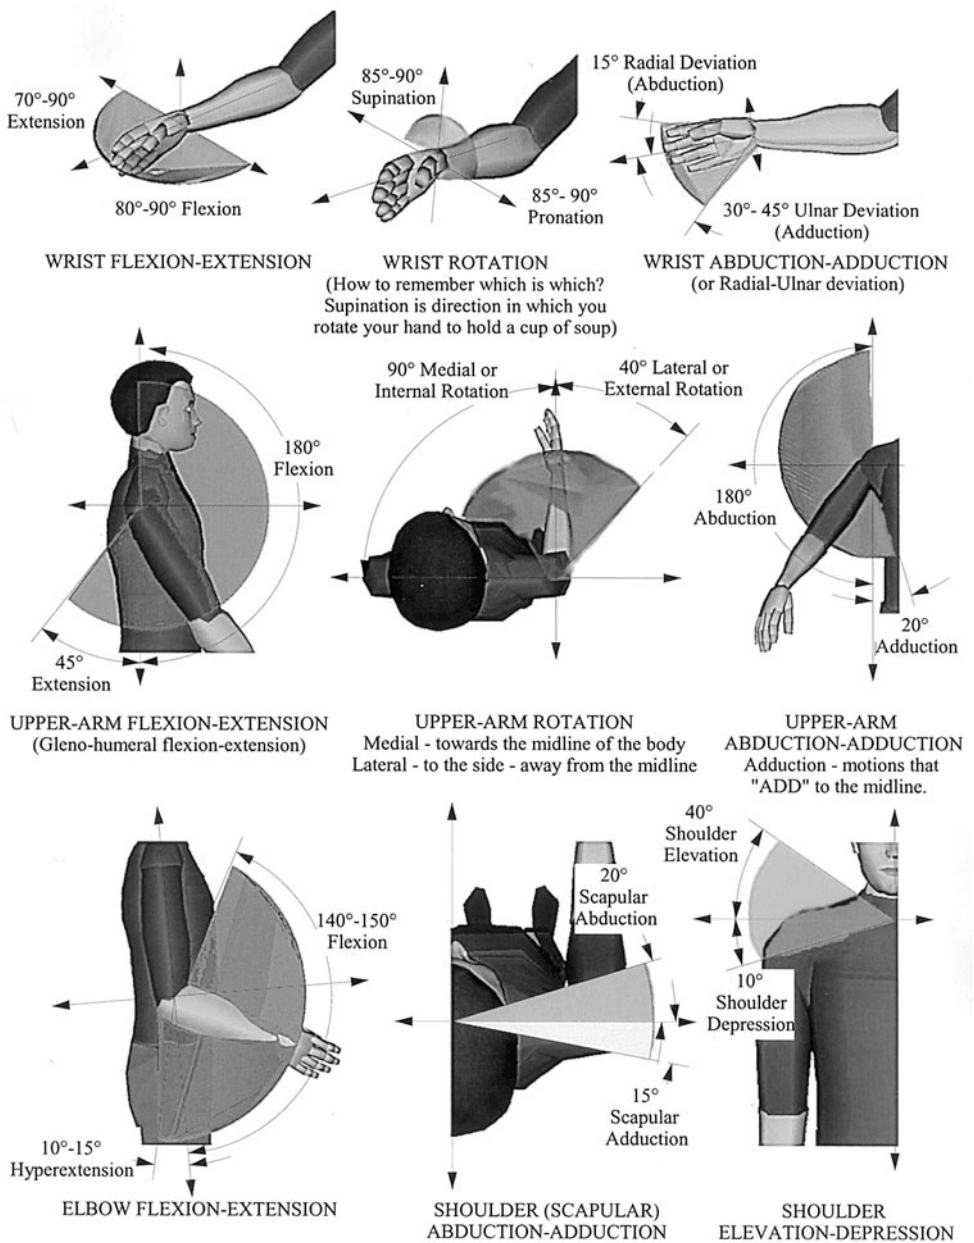 70°-90°
Extension
80°-90° Flexion
WRIST FLEXION-EXTENSION
85°-90°
Supination
85°- 90°
Pronation
WRIST ROTATION
(How to remember which is which?
Supination is direction in which you
rotate your hand to hold a cup of soup)
15° Radial Deviation
(Abduction)
30°- 45° Ulnar Deviation
(Adduction)
WRIST ABDUCTION-ADDUCTION
(or Radial-Ulnar deviation)
180°
Flexion
45°
Extension
UPPER-ARM FLEXION-EXTENSION
(Gleno-humeral flexion-extension)
90° Medial or
Internal Rotation
40° Lateral or
External Rotation
UPPER-ARM ROTATION
Medial - towards the midline of the body
Lateral - to the side - away from the midline
180°
Abduction
20°
Adduction
UPPER-ARM
ABDUCTION-ADDUCTION
Adduction - motions that
"ADD" to the midline.
140°-150°
Flexion
10°-15°
Hyperextension
ELBOW FLEXION-EXTENSION
20°
Scapular
Abduction
15°
Scapular
Adduction
SHOULDER (SCAPULAR)
ABDUCTION-ADDUCTION
40°
Shoulder
Elevation
10°
Shoulder
Depression
SHOULDER
ELEVATION-DEPRESSION